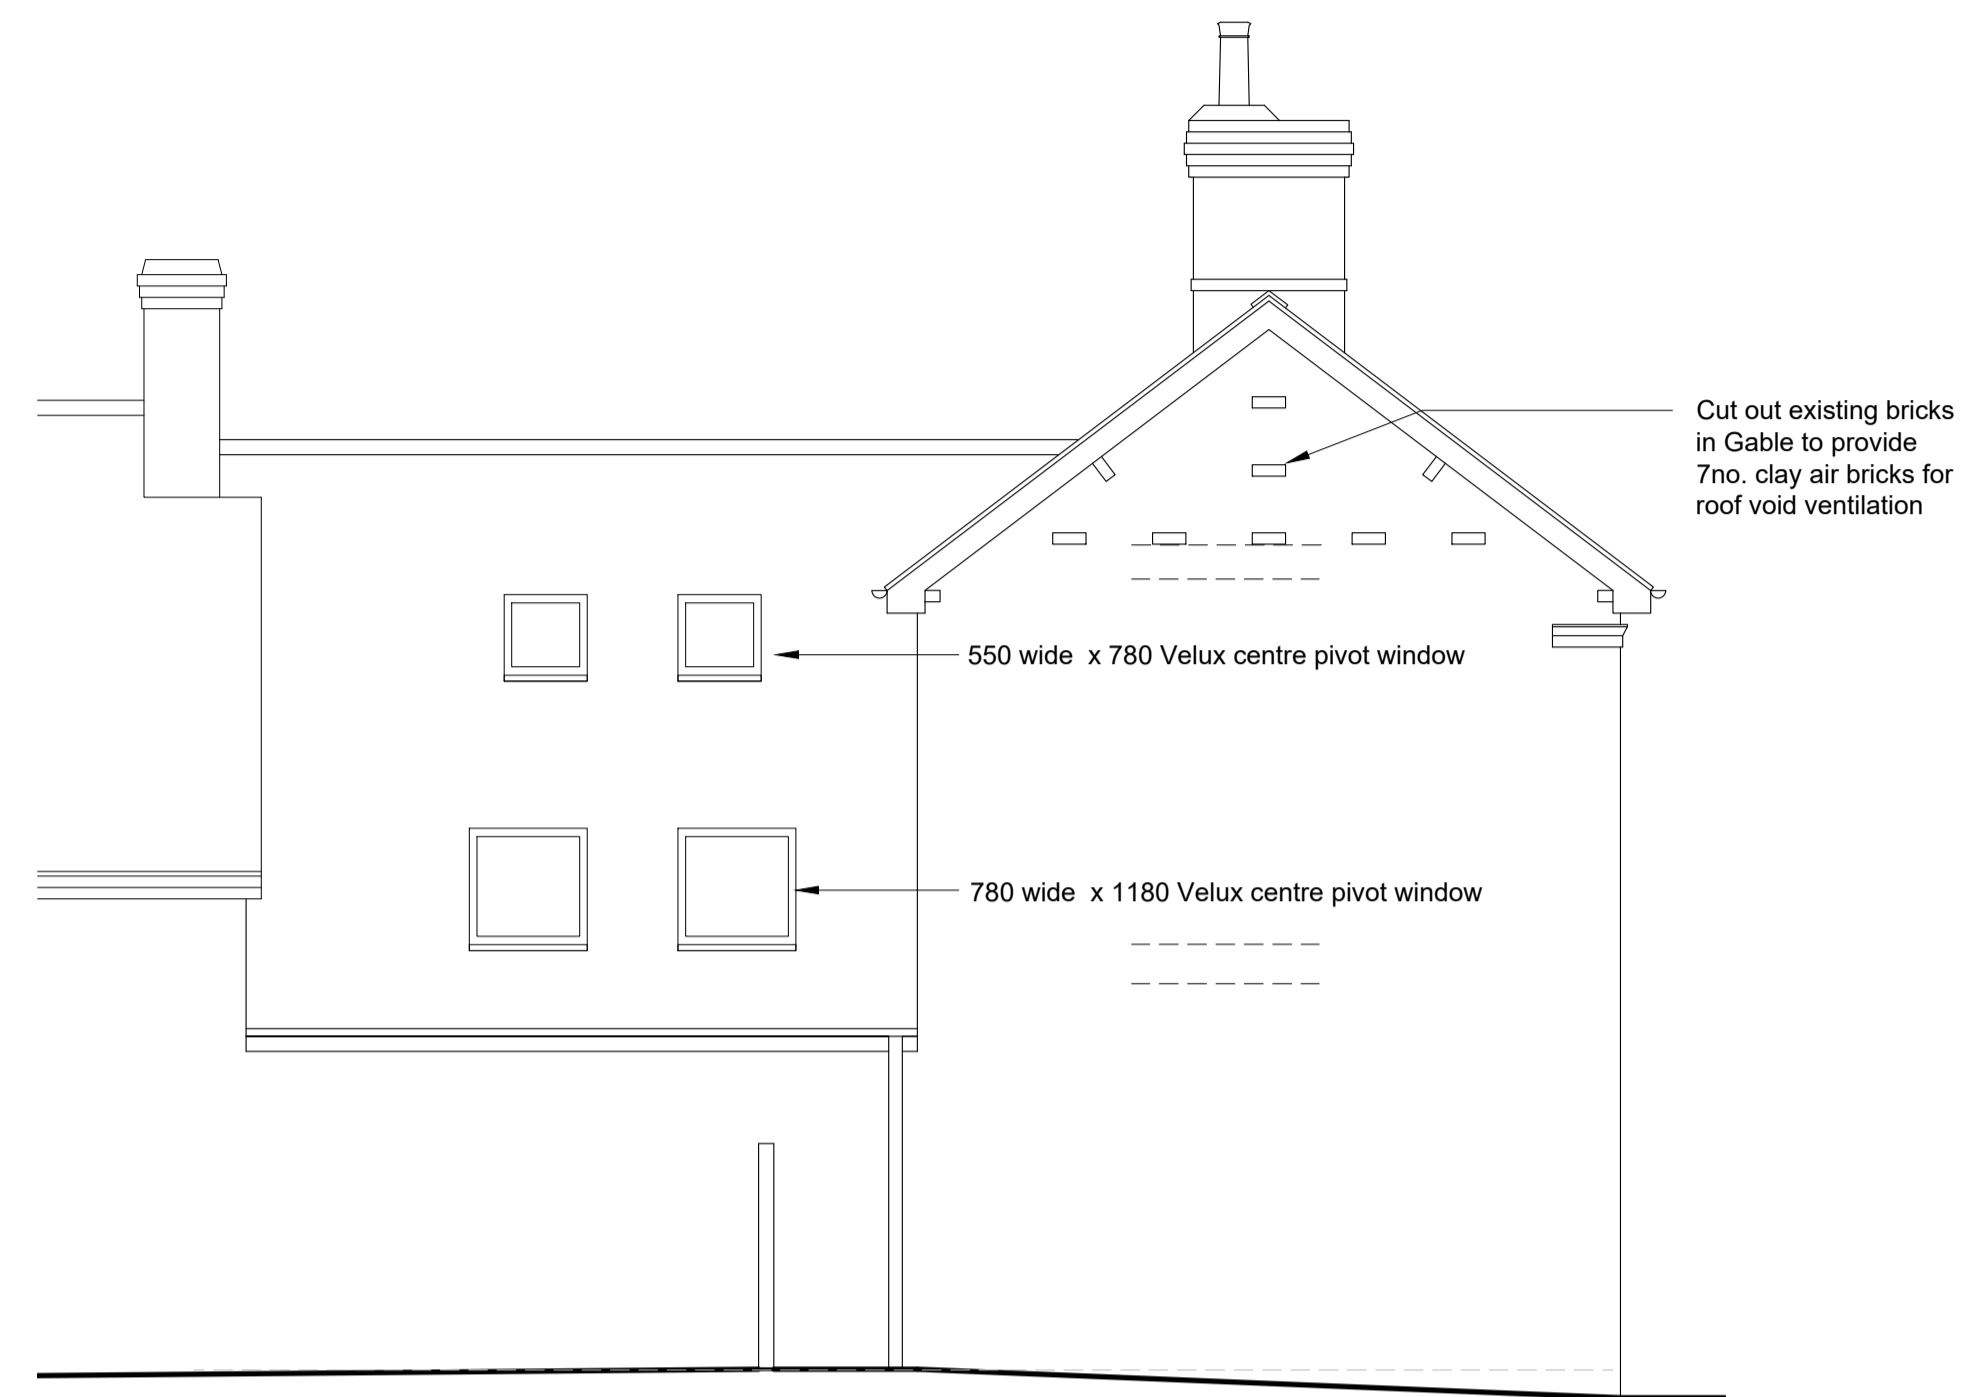 Cut out existing bricks
in Gable to provide
7no. clay air bricks for
roof void ventilation
550 wide  x 780 Velux centre pivot window
780 wide  x 1180 Velux centre pivot window